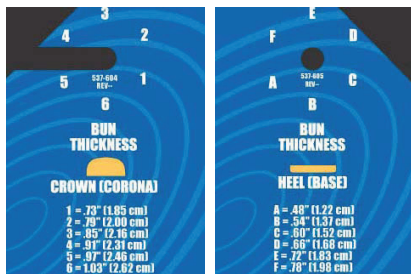 3
4 2
5 537-684 REV– 1
6
BUN
THICKNESS
CROWN (CORONA)
1 = .73" (1.85 cm)
2 = .79" (2.00 cm)
3 = .85" (2.16 cm)
4 = .91" (2.31 cm)
5 = .97" (2.46 cm)
6 = 1.03" (2.62 cm)
E
F D
A 537-685 REV– C
B
BUN
THICKNESS
HEEL (BASE)
A = .48" (1.22 cm)
B = .54" (1.37 cm)
C = .60" (1.52 cm)
D = .66" (1.68 cm)
E = .72" (1.83 cm)
F = .78" (1.98 cm)